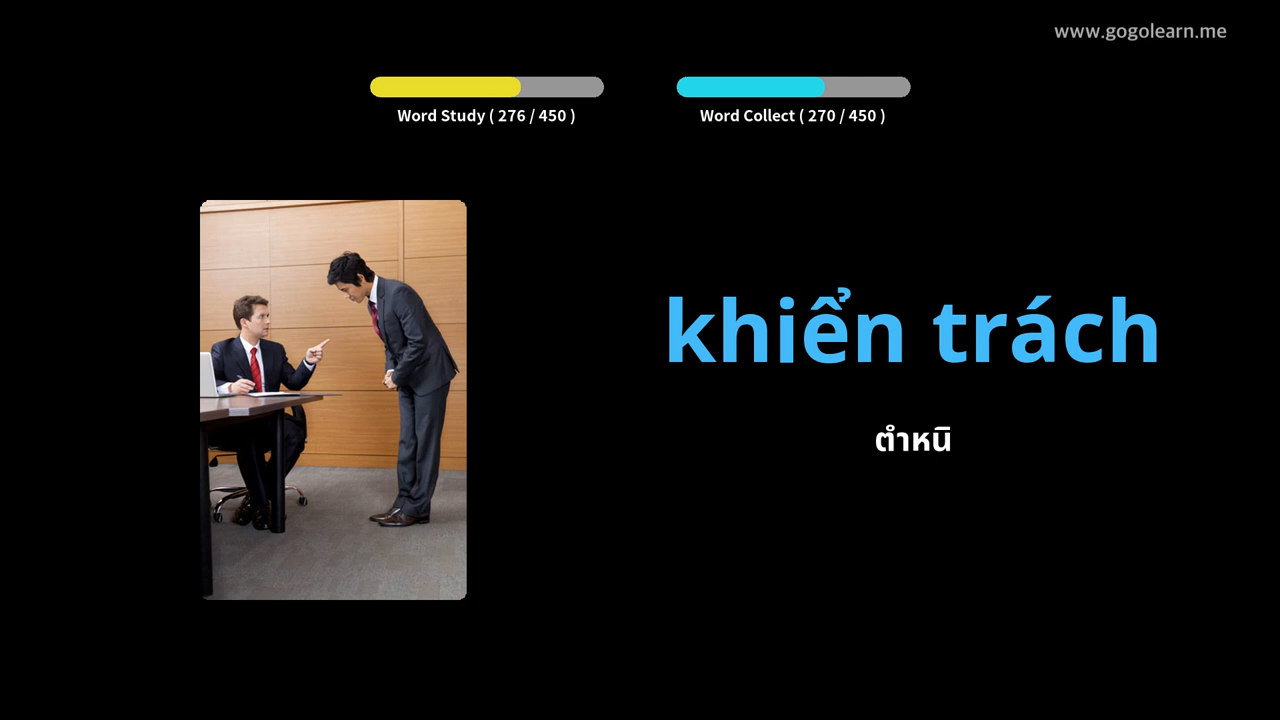 www.gogolearn.me
Word Study ( 276 / 450 )
Word Collect ( 270 / 450 )
khiển trách
ตำหนิ